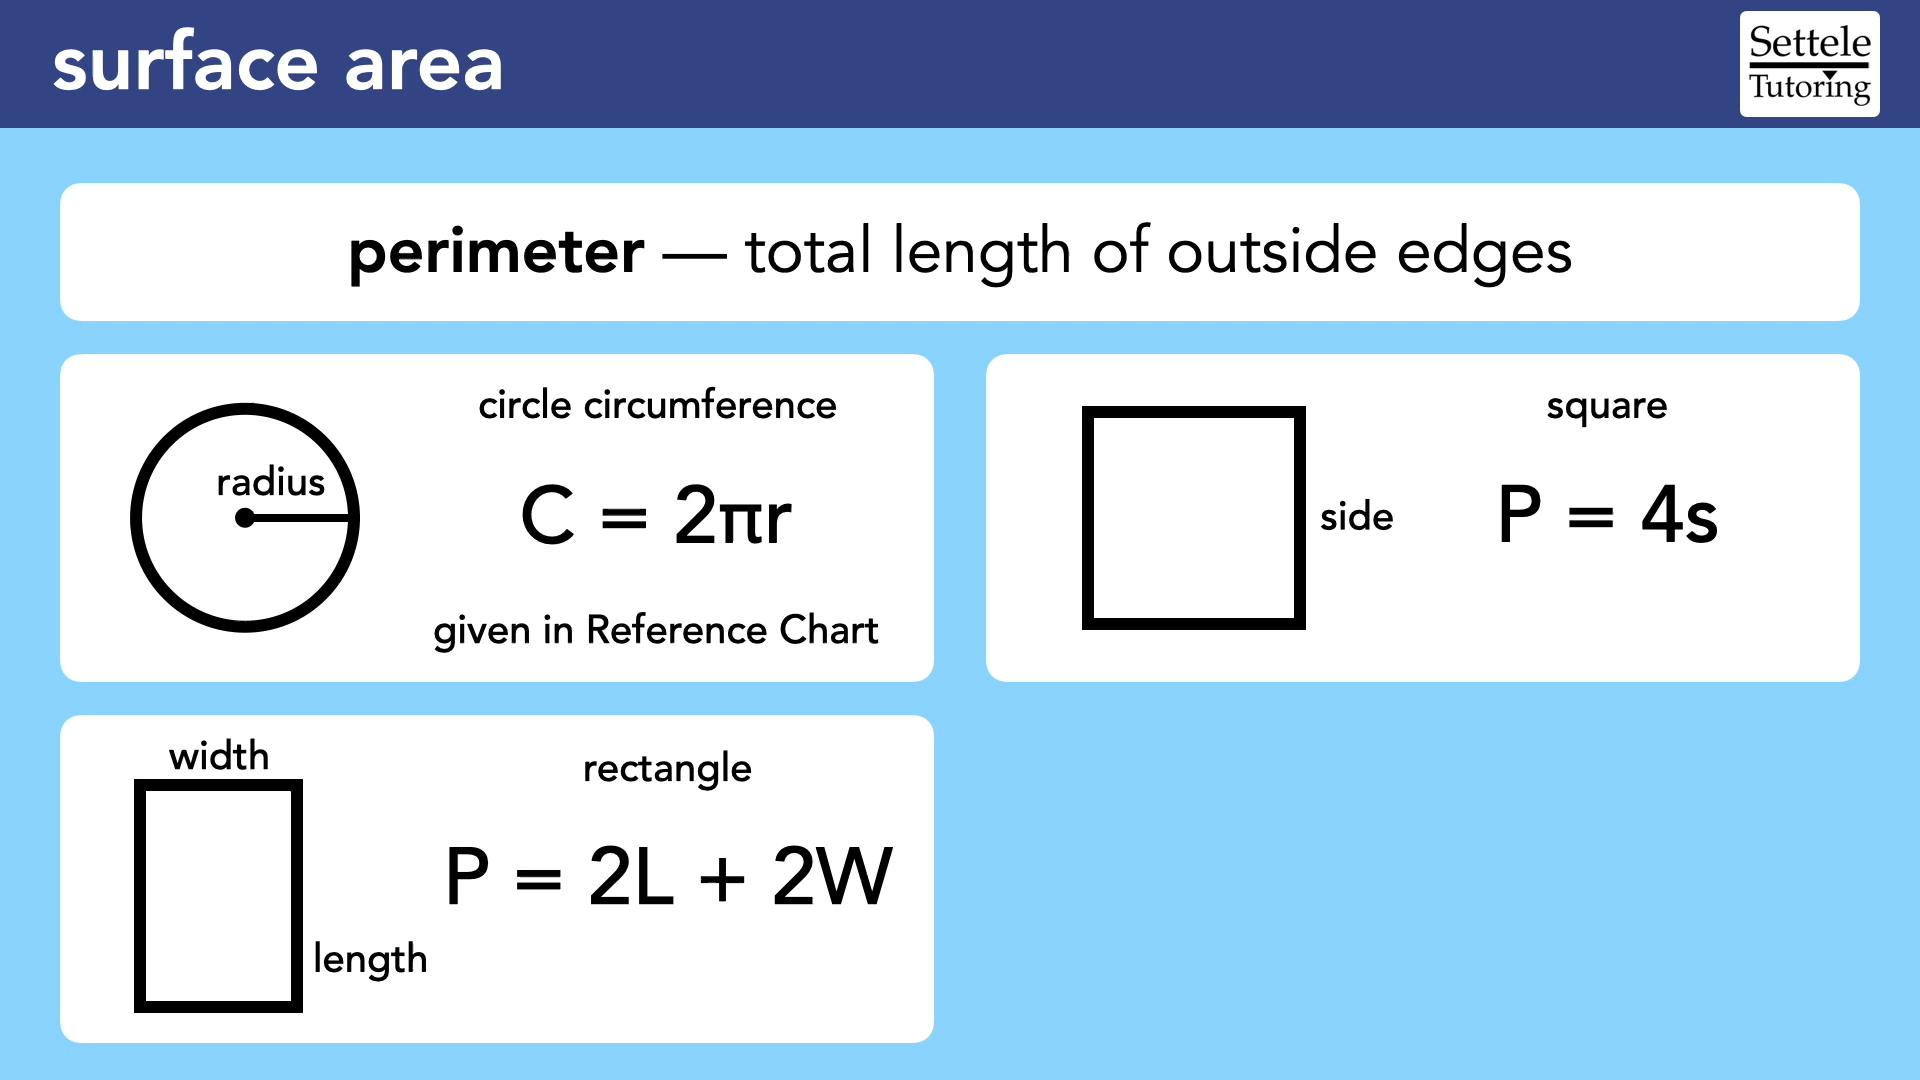 surface area
Settele
Tutoring
perimeter — total length of outside edges
radius
circle circumference
C = 2πr
given in Reference Chart
side
square
P = 4s
width
length
rectangle
P = 2L + 2W